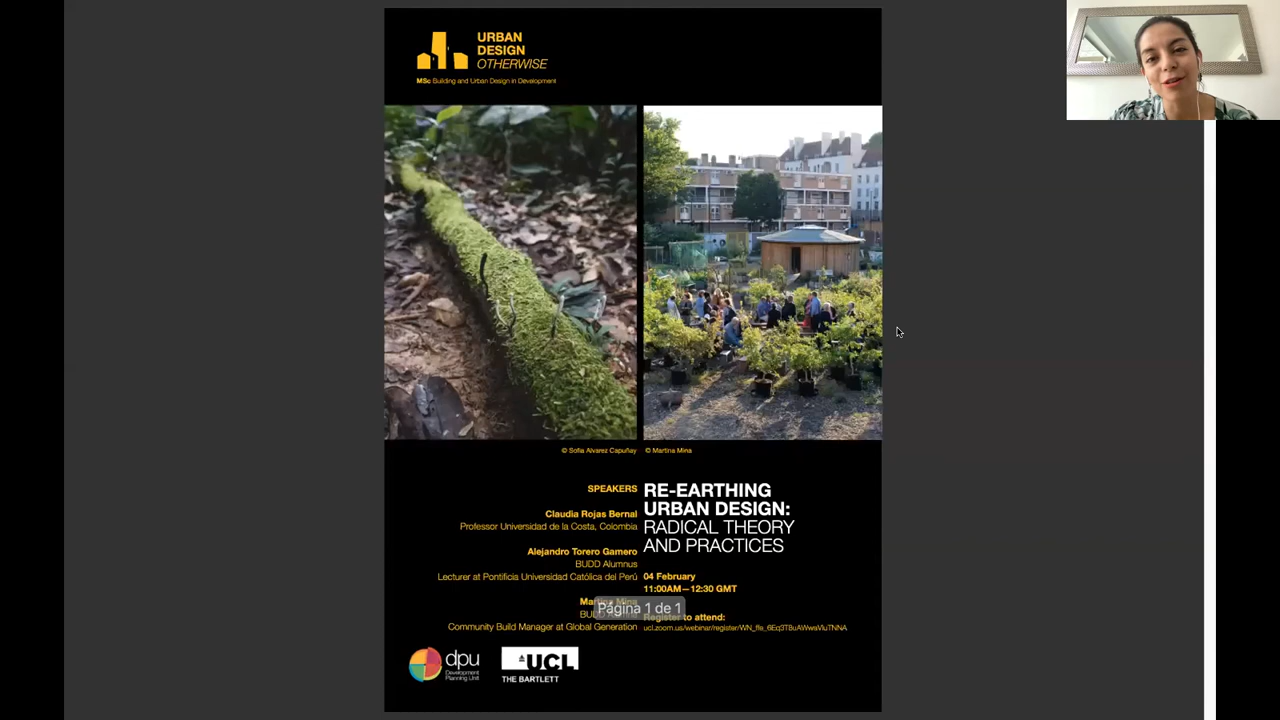 URBAN
DESIGN
OTHERWISE
MSc Building and Urban Design in Development
© Sofia Alvarez Capuñay
© Martina Mina
SPEAKERS
Claudia Rojas Bernal
Professor Universidad de la Costa, Colombia
Alejandro Torero Gamero
BUDD Alumnus
Lecturer at Pontificia Universidad Católica del Perú
Martina Mina
Community Build Manager at Global Generation
RE-EARTHING
URBAN DESIGN:
RADICAL THEORY
AND PRACTICES
04 February
11:00AM—12:30 GMT
Register to attend:
Página 1 de 1
dpu
Development
Planning Unit
UCL
THE BARTLETT